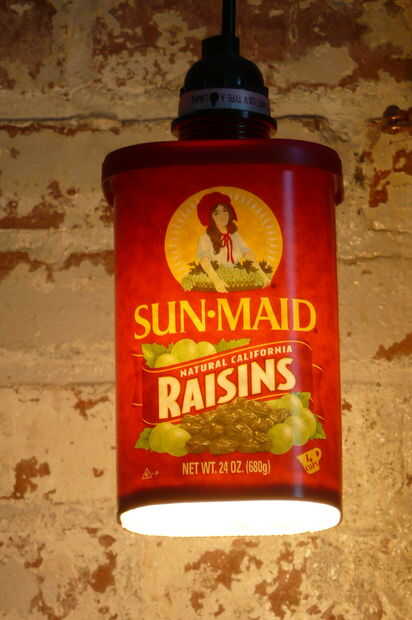 SUN·MAID
NATURAL CALIFORNIA
RAISINS
NET WT. 24 OZ. (680g)